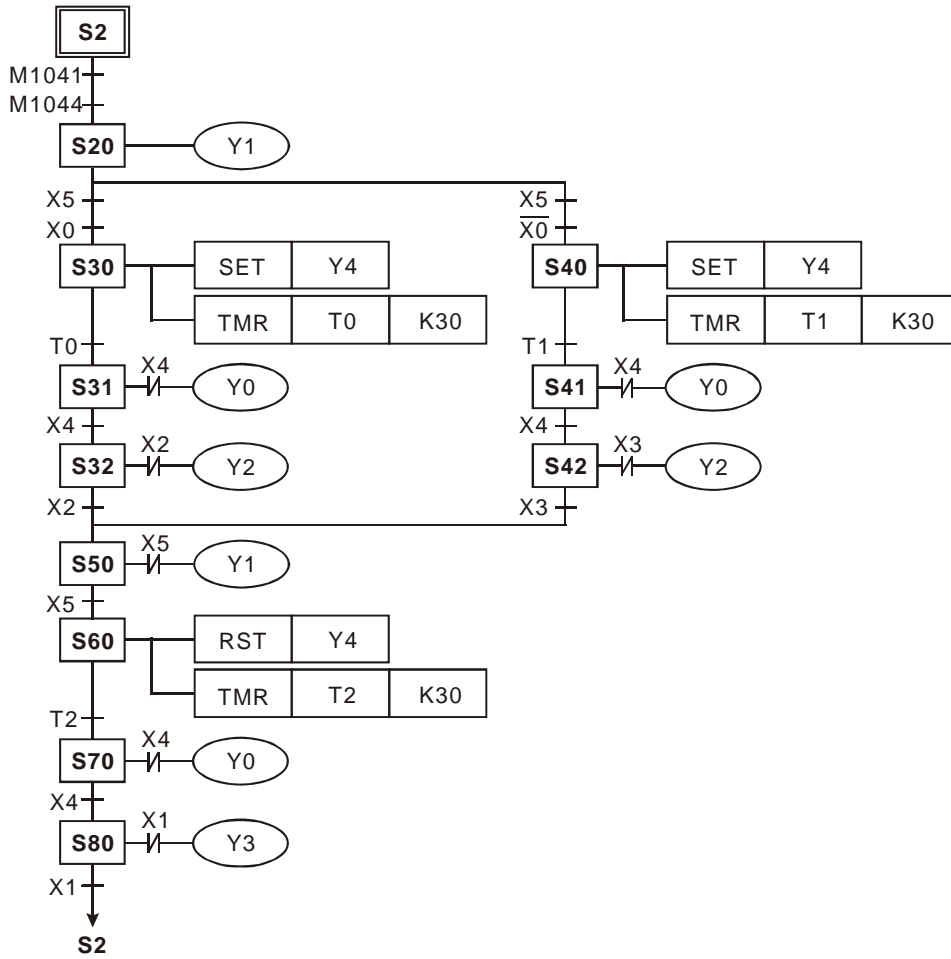 S2
M1041
M1044
S20 Y1
X5 X5
X0 X̅0̅
S30 SET Y4 S40 SET Y4
TMR T0 K30 TMR T1 K30
T0 T1
X4 X4
S31 Y0 S41 Y0
X4 X4
X2 X3
S32 Y2 S42 Y2
X2 X3
X5
S50 Y1
X5
S60 RST Y4
TMR T2 K30
T2
X4
S70 Y0
X4
X1
S80 Y3
X1
S2